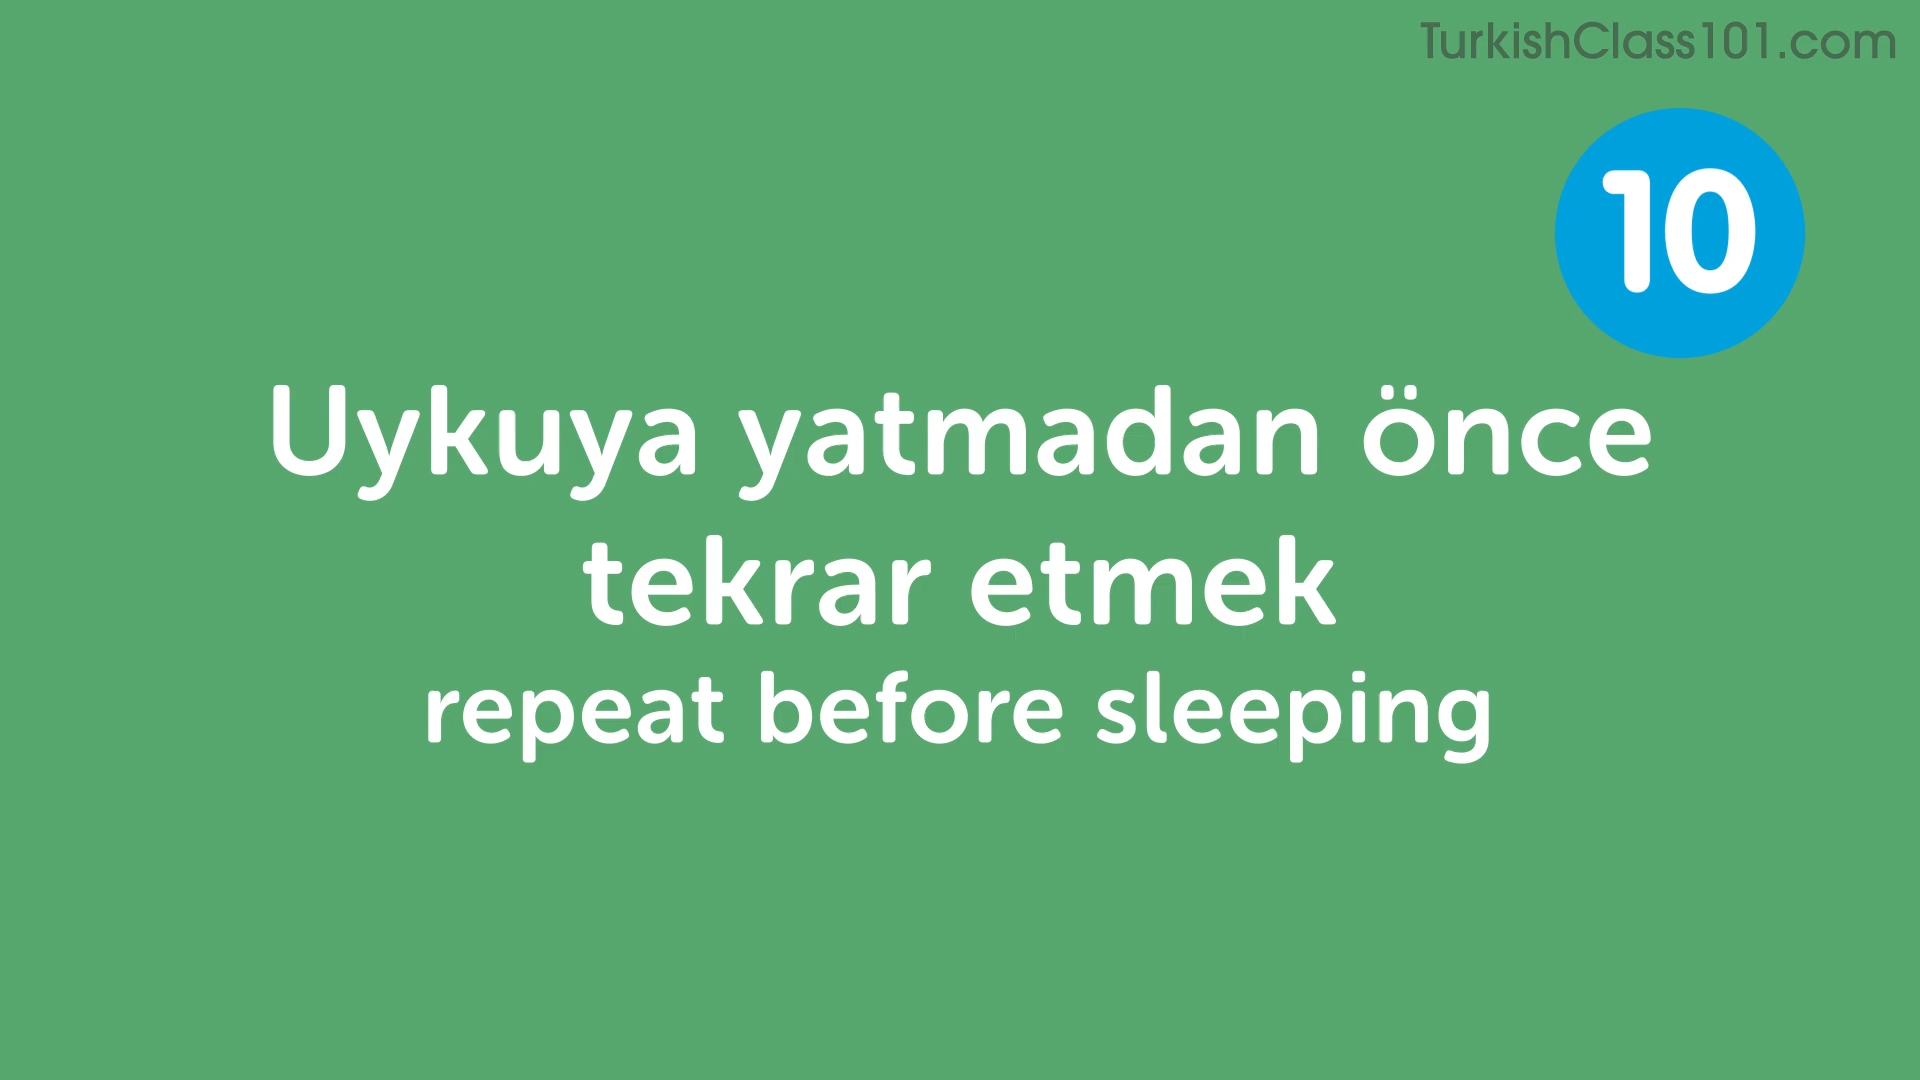 TurkishClass101.com
10
Uykuya yatmadan önce
tekrar etmek
repeat before sleeping